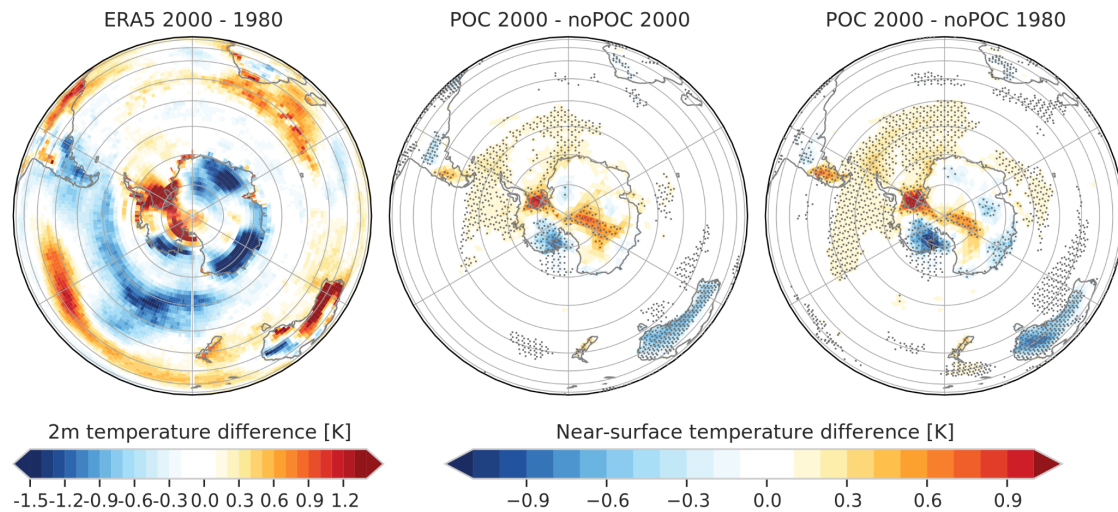 ERA5 2000 - 1980
POC 2000 - noPOC 2000
POC 2000 - noPOC 1980
2m temperature difference [K]
-1.5 -1.2 -0.9 -0.6 -0.3 0.0 0.3 0.6 0.9 1.2
Near-surface temperature difference [K]
−0.9 −0.6 −0.3 0.0 0.3 0.6 0.9